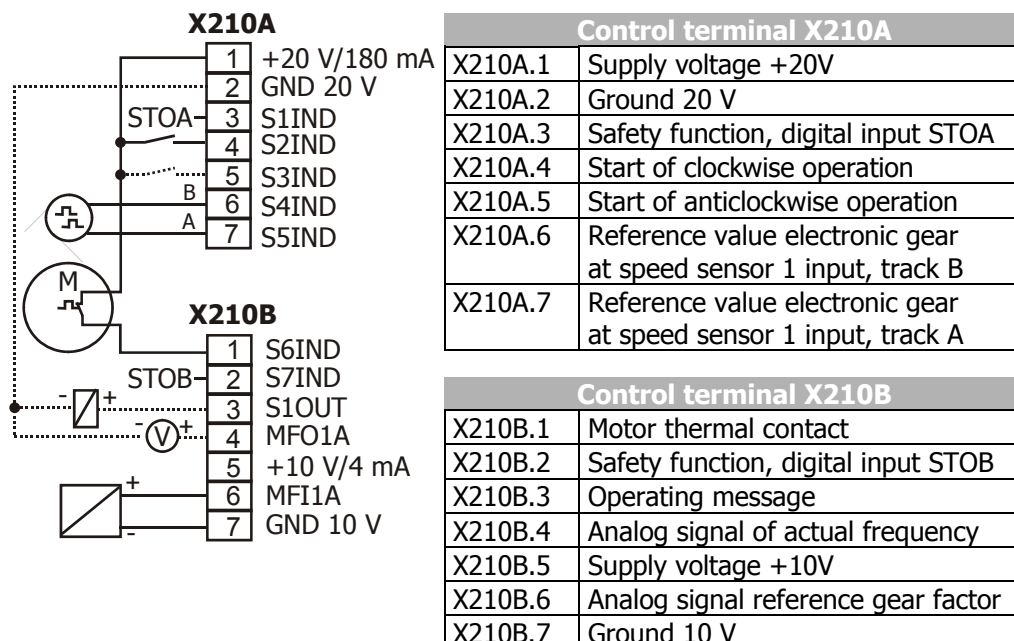 X210A
1 +20 V/180 mA
2 GND 20 V
STOA 3 S1IND
4 S2IND
5 S3IND
B 6 S4IND
A 7 S5IND
M
X210B
1 S6IND
STOB 2 S7IND
- + 3 S1OUT
- V + 4 MFO1A
5 +10 V/4 mA
+ 6 MFI1A
- 7 GND 10 V
Control terminal X210A
X210A.1 Supply voltage +20V
X210A.2 Ground 20 V
X210A.3 Safety function, digital input STOA
X210A.4 Start of clockwise operation
X210A.5 Start of anticlockwise operation
X210A.6 Reference value electronic gear
at speed sensor 1 input, track B
X210A.7 Reference value electronic gear
at speed sensor 1 input, track A
Control terminal X210B
X210B.1 Motor thermal contact
X210B.2 Safety function, digital input STOB
X210B.3 Operating message
X210B.4 Analog signal of actual frequency
X210B.5 Supply voltage +10V
X210B.6 Analog signal reference gear factor
X210B.7 Ground 10 V